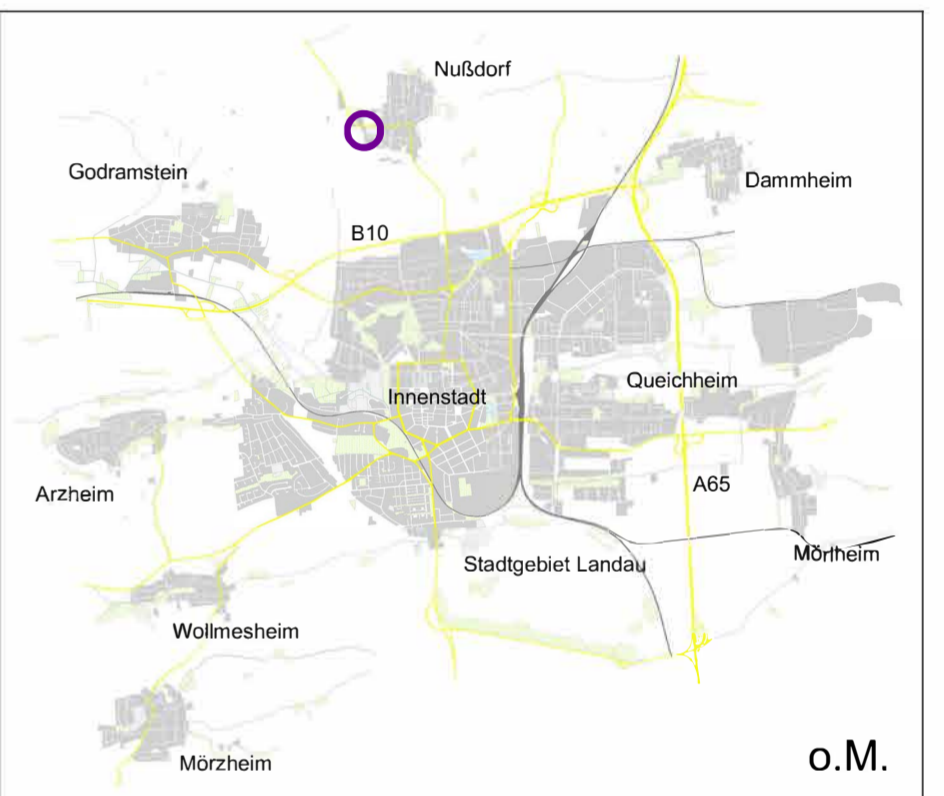 Nußdorf
Godramstein
Dammheim
B10
Queichheim
Innenstadt
Arzheim
A65
Mörlheim
Stadtgebiet Landau
Wollmesheim
o.M.
Mörzheim